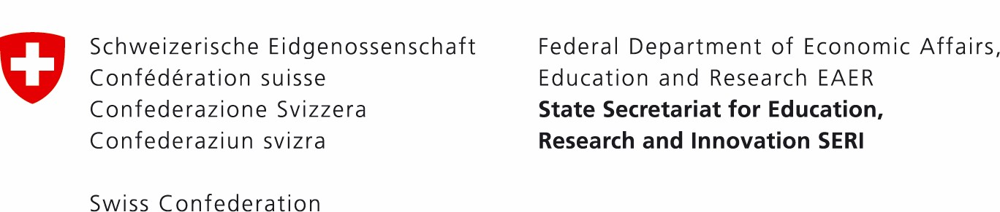 Schweizerische Eidgenossenschaft
Confédération suisse
Confederazione Svizzera
Confederaziun svizra
Swiss Confederation
Federal Department of Economic Affairs,
Education and Research EAER
State Secretariat for Education,
Research and Innovation SERI